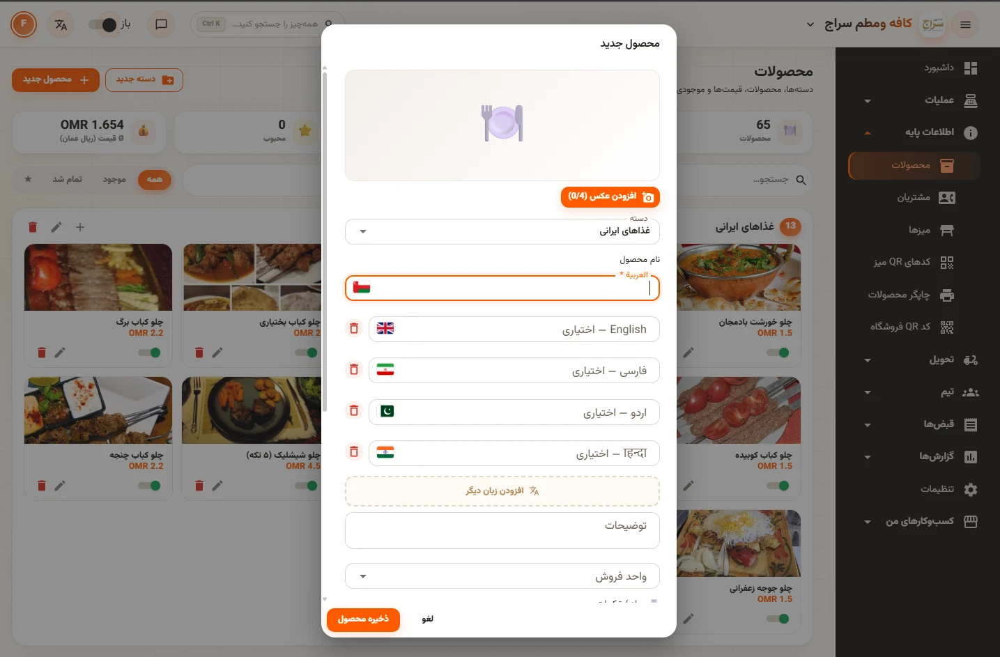 کافه ومطم سراج
سراج
همه‌چیز را جستجو کنید...
Ctrl K
باز
F
داشبورد
عملیات
اطلاعات پایه
محصولات
مشتریان
میزها
کدهای QR میز
چاپگر محصولات
کد QR فروشگاه
تحویل
تیم
قبض‌ها
گزارش‌ها
تنظیمات
کسب‌وکارهای من
محصولات
دسته‌ها، محصولات، قیمت‌ها و موجودی
دسته جدید
محصول جدید
65
محصولات
0
محبوب
OMR 1.654
Ø قیمت (ریال عمان)
جستجو...
همه
موجود
تمام شد
13
غذاهای ایرانی
چلو خورشت بادمجان
OMR 1.5
چلو کباب بختیاری
OMR 2
چلو کباب برگ
OMR 2.2
چلو کباب کوبیده
OMR 1.5
چلو شیشلیک (۵ تکه)
OMR 4.5
چلو کباب چنجه
OMR 2.2
چلو جوجه زعفرانی
OMR 1.5
محصول جدید
افزودن عکس (0/4)
دسته
غذاهای ایرانی
نام محصول
العربية *
English — اختیاری
فارسی — اختیاری
اردو — اختیاری
हिन्दी — اختیاری
افزودن زبان دیگر
توضیحات
واحد فروش
لغو
ذخیره محصول